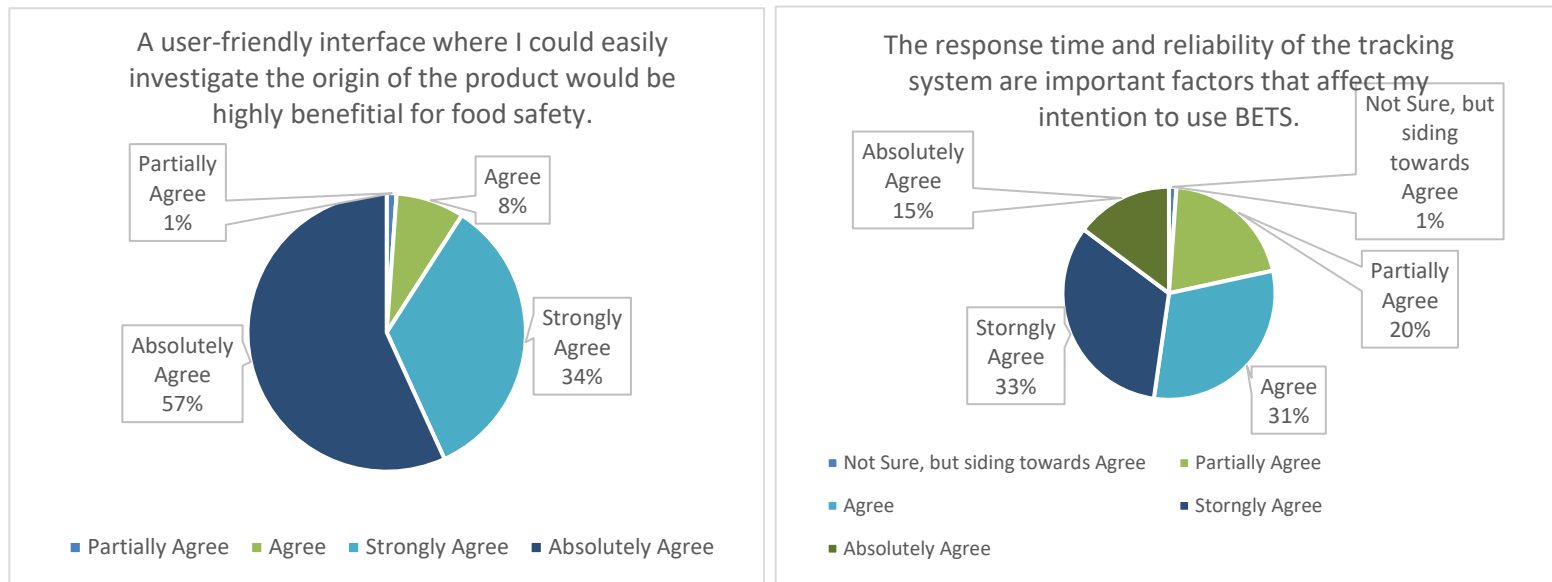 A user-friendly interface where I could easily
investigate the origin of the product would be
highly benefitial for food safety.
Partially
Agree
1%
Agree
8%
Strongly
Agree
34%
Absolutely
Agree
57%
Partially Agree
Agree
Strongly Agree
Absolutely Agree
The response time and reliability of the tracking
system are important factors that affect my
intention to use BETS.
Not Sure, but
siding
towards
Agree
1%
Absolutely
Agree
15%
Partially
Agree
20%
Storngly
Agree
33%
Agree
31%
Not Sure, but siding towards Agree
Partially Agree
Agree
Storngly Agree
Absolutely Agree